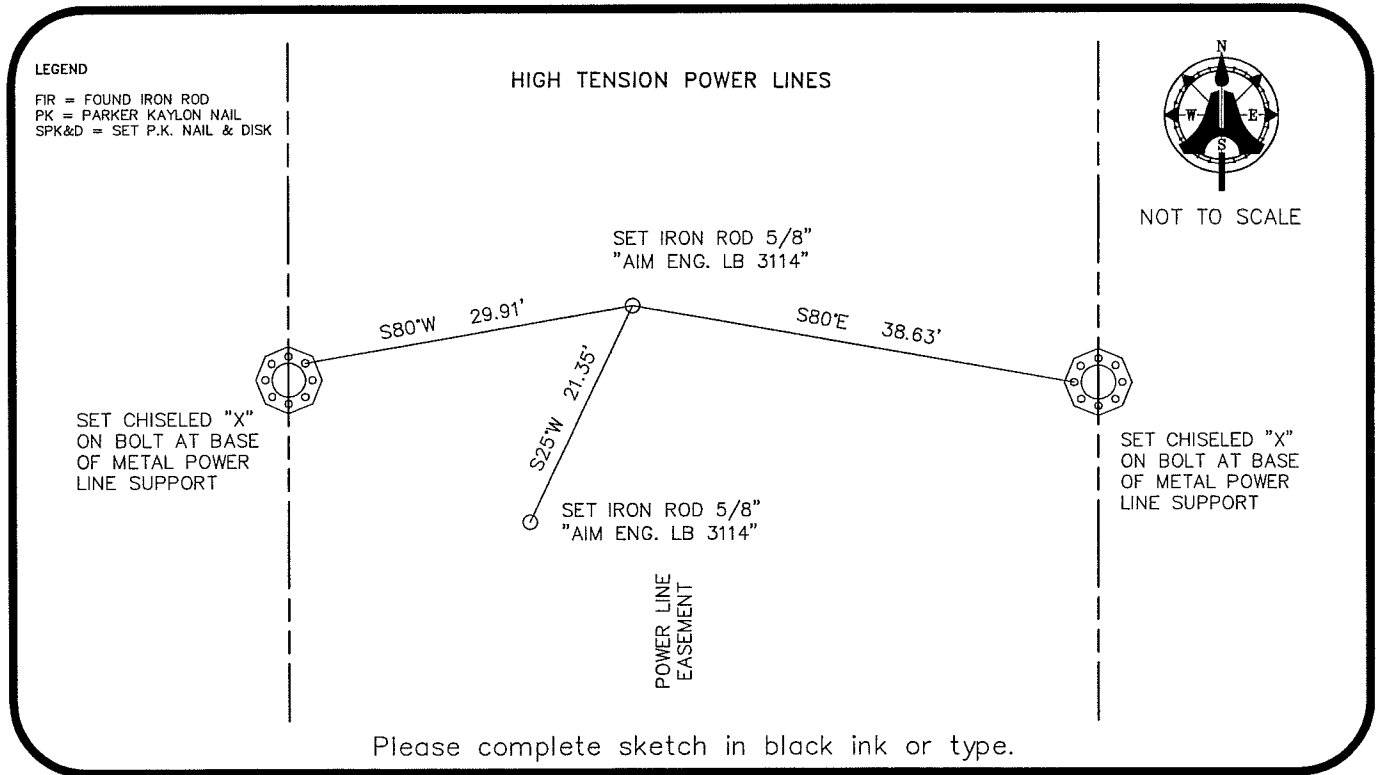 LEGEND
FIR = FOUND IRON ROD
PK = PARKER KAYLON NAIL
SPK&D = SET P.K. NAIL & DISK
HIGH TENSION POWER LINES
N
W
E
S
NOT TO SCALE
SET IRON ROD 5/8"
"AIM ENG. LB 3114"
S80°W 29.91'
S80°E 38.63'
S25°W 21.35'
SET CHISELED "X"
ON BOLT AT BASE
OF METAL POWER
LINE SUPPORT
SET CHISELED "X"
ON BOLT AT BASE
OF METAL POWER
LINE SUPPORT
SET IRON ROD 5/8"
"AIM ENG. LB 3114"
POWER LINE
EASEMENT
Please complete sketch in black ink or type.